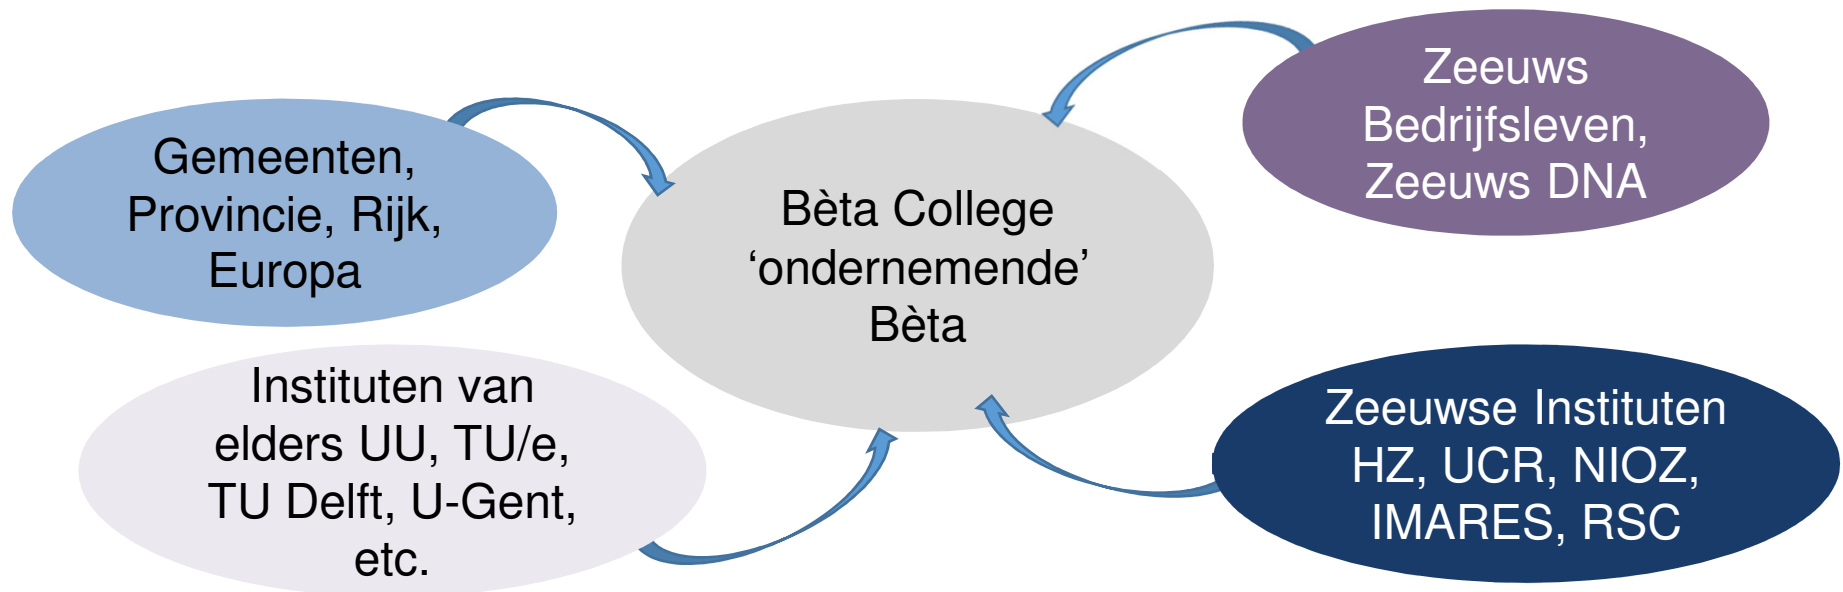 Gemeenten,
Provincie, Rijk,
Europa
Bèta College
‘ondernemende’
Bèta
Zeeuws
Bedrijfsleven,
Zeeuws DNA
Instituten van
elders UU, TU/e,
TU Delft, U-Gent,
etc.
Zeeuwse Instituten
HZ, UCR, NIOZ,
IMARES, RSC